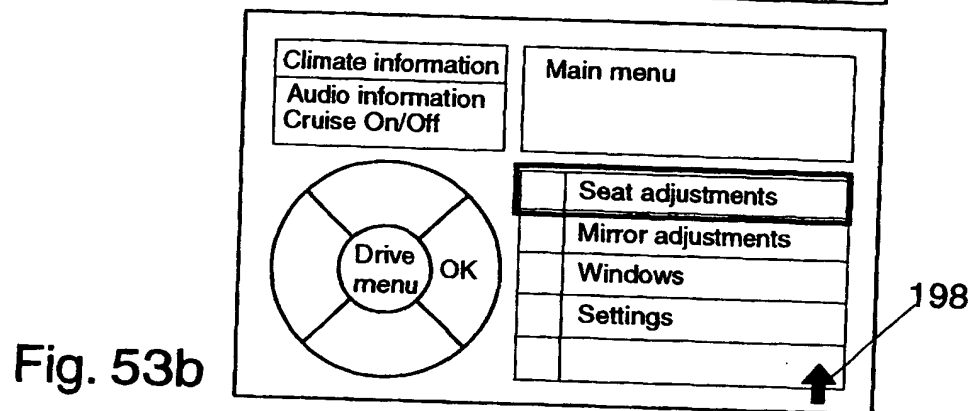 Climate information
Audio information
Cruise On/Off
Main menu
Drive
menu
OK
Seat adjustments
Mirror adjustments
Windows
Settings
198
Fig. 53b